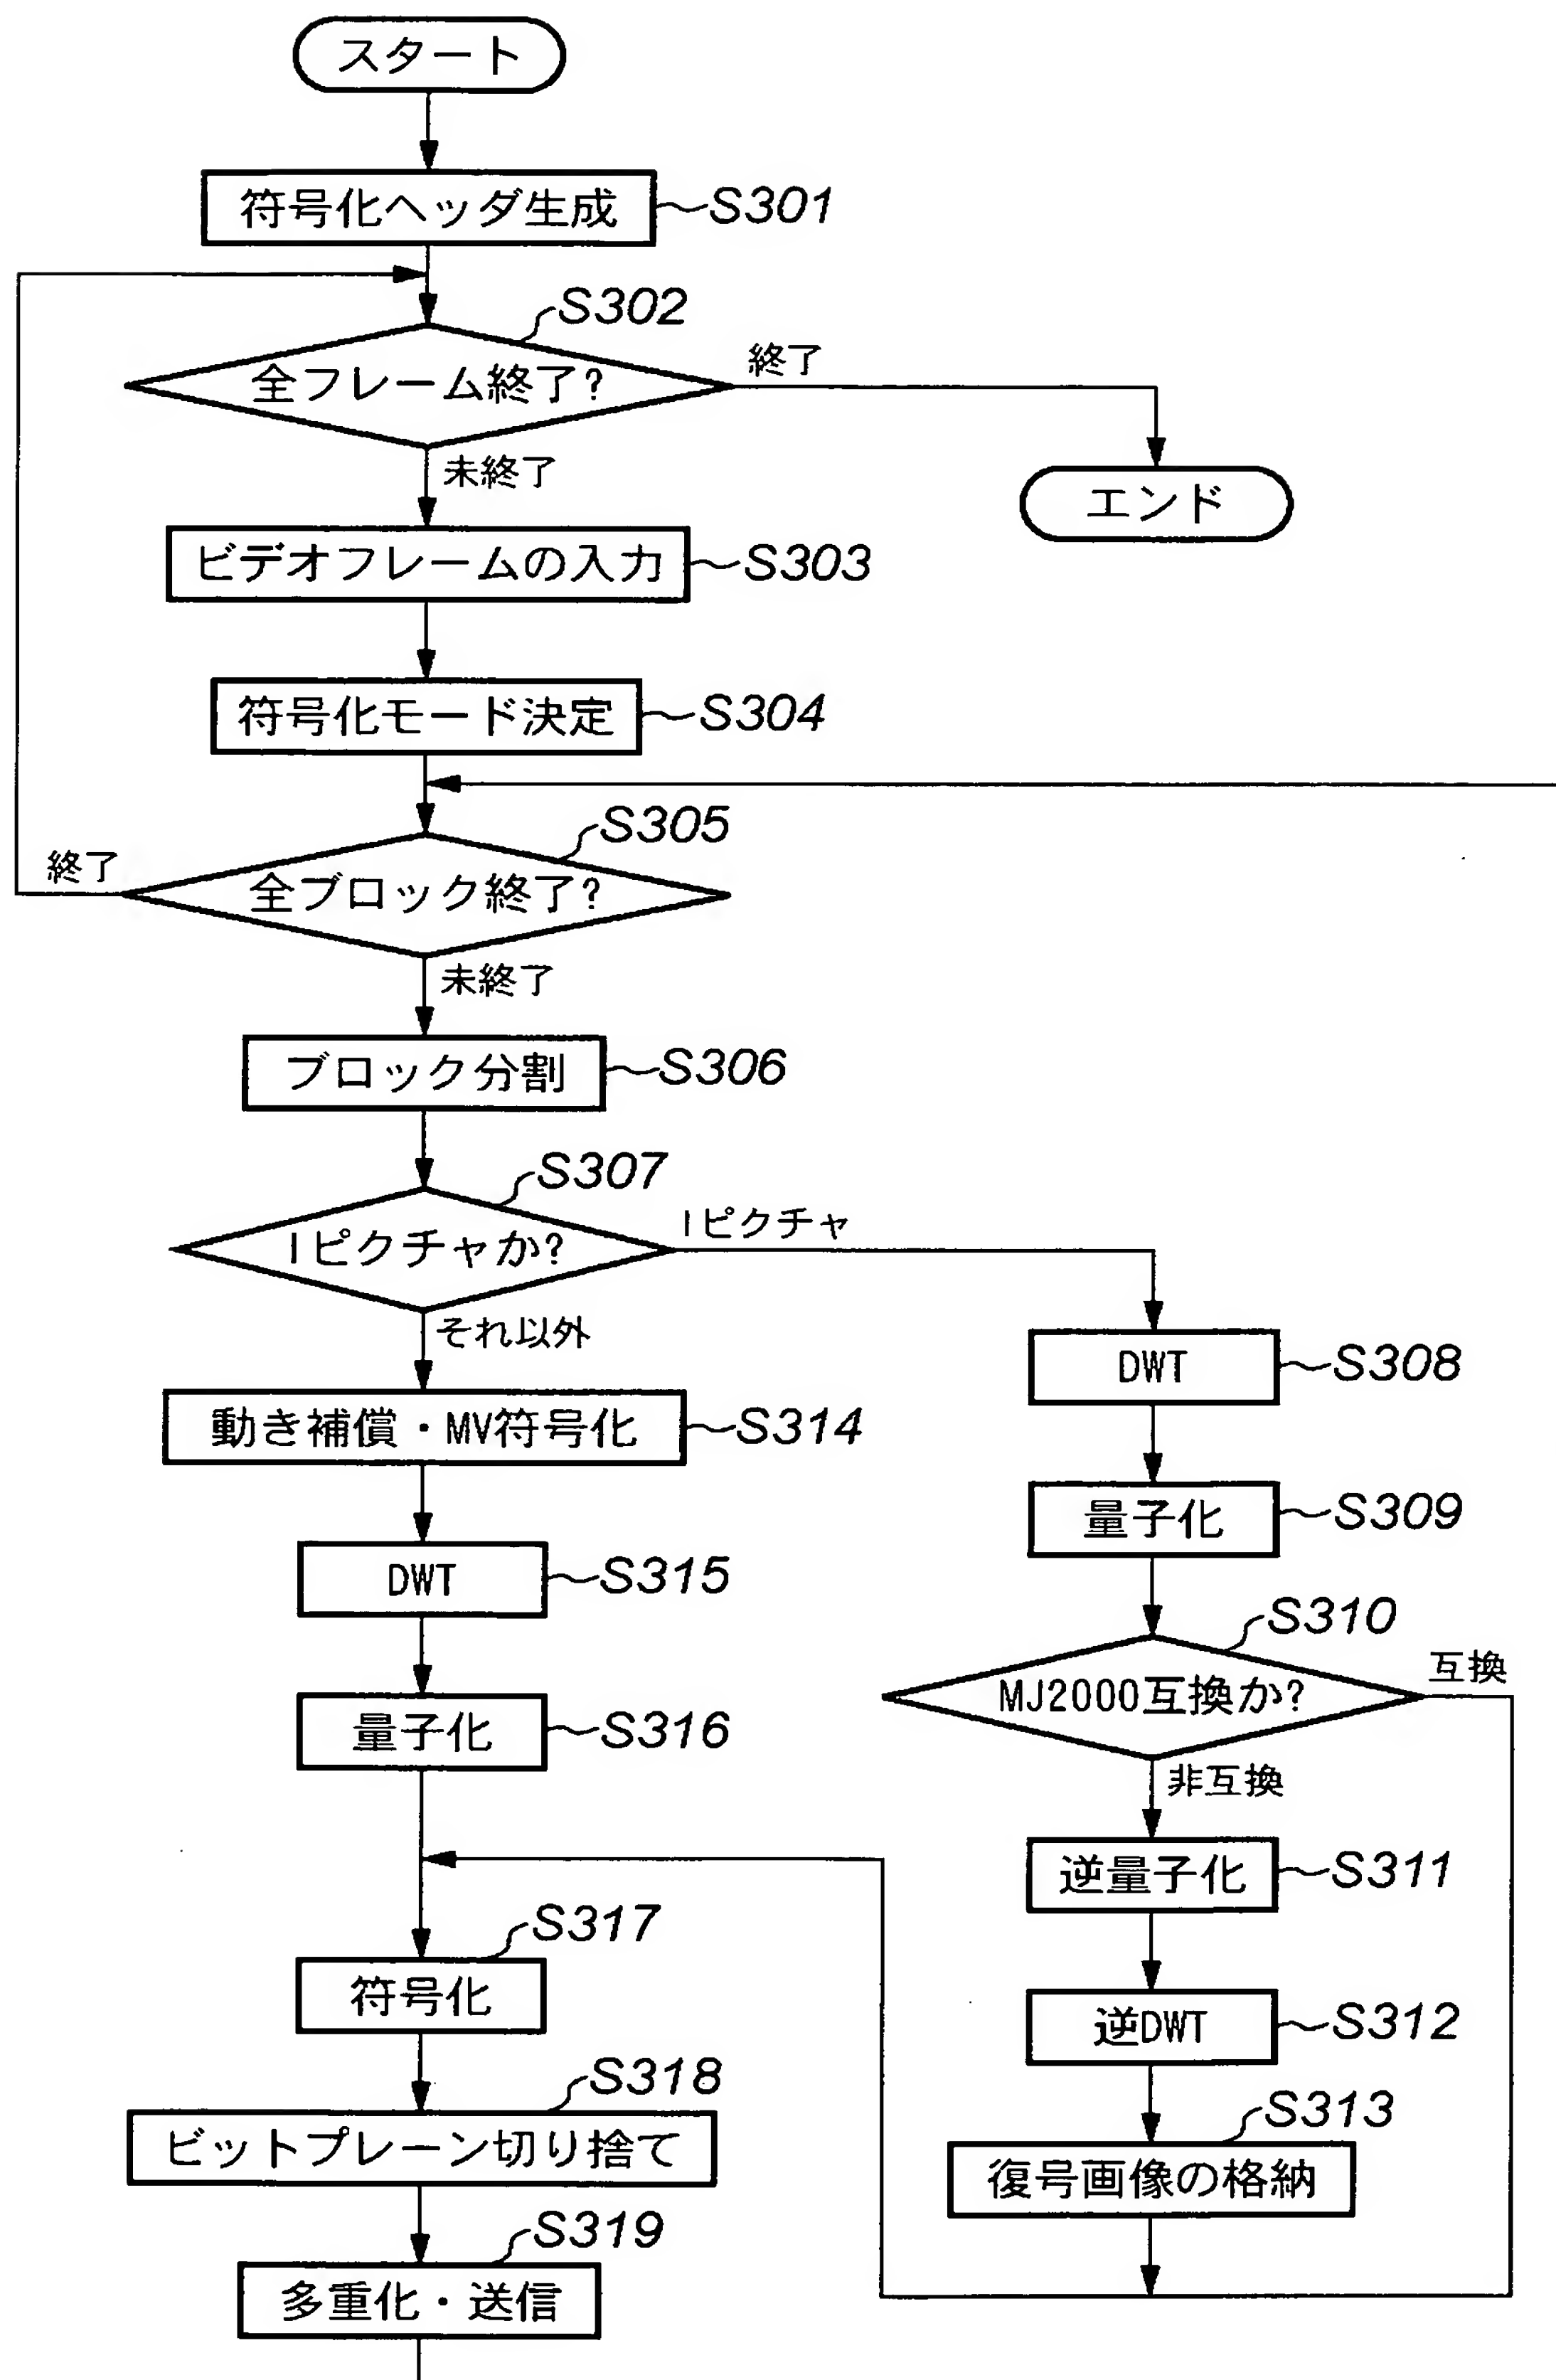 スタート
符号化ヘッダ生成
S301
S302
全フレーム終了?
終了
エンド
未終了
ビデオフレームの入力
S303
符号化モード決定
S304
S305
終了
全ブロック終了?
未終了
ブロック分割
S306
S307
Iピクチャか?
Iピクチャ
それ以外
DWT
S308
動き補償・MV符号化
S314
量子化
S309
DWT
S315
S310
MJ2000互換か?
互換
量子化
S316
非互換
逆量子化
S311
S317
符号化
逆DWT
S312
S318
ビットプレーン切り捨て
S313
復号画像の格納
S319
多重化・送信